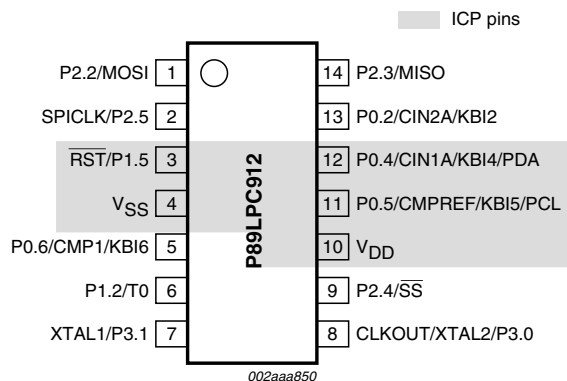 ICP pins
P2.2/MOSI 1 14 P2.3/MISO
SPICLK/P2.5 2 13 P0.2/CIN2A/KBI2
RST/P1.5 3 12 P0.4/CIN1A/KBI4/PDA
VSS 4 11 P0.5/CMPREF/KBI5/PCL
P0.6/CMP1/KBI6 5 10 VDD
P1.2/T0 6 9 P2.4/SS
XTAL1/P3.1 7 8 CLKOUT/XTAL2/P3.0
P89LPC912
002aaa850